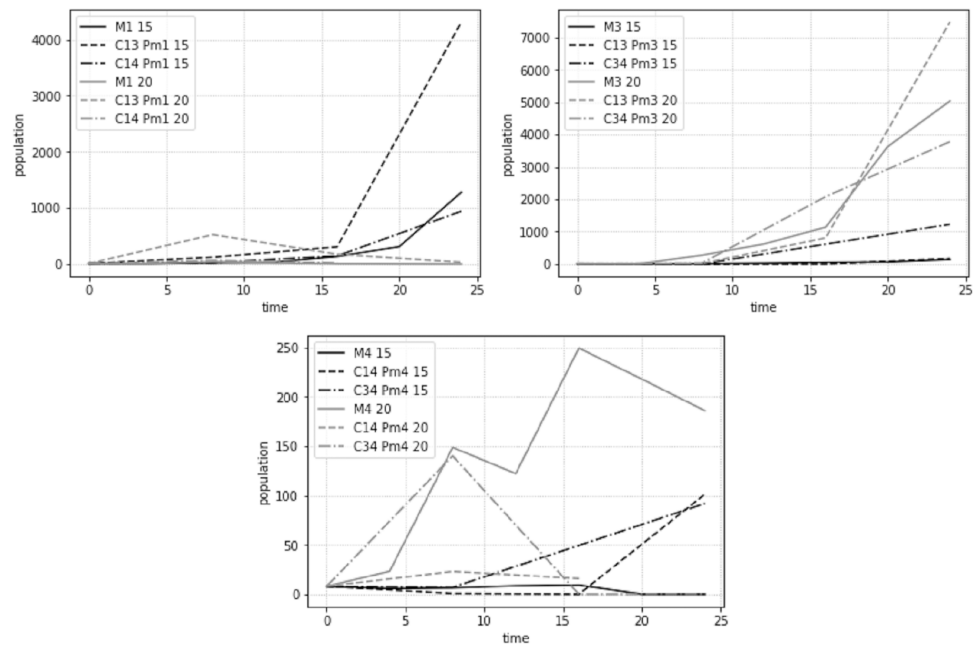 M1 15
C13 Pm1 15
C14 Pm1 15
M1 20
C13 Pm1 20
C14 Pm1 20
4000
3000
2000
1000
0
population
0 5 10 15 20 25
time
M3 15
C13 Pm3 15
C34 Pm3 15
M3 20
C13 Pm3 20
C34 Pm3 20
7000
6000
5000
4000
3000
2000
1000
0
population
0 5 10 15 20 25
time
M4 15
C14 Pm4 15
C34 Pm4 15
M4 20
C14 Pm4 20
C34 Pm4 20
250
200
150
100
50
0
population
0 5 10 15 20 25
time